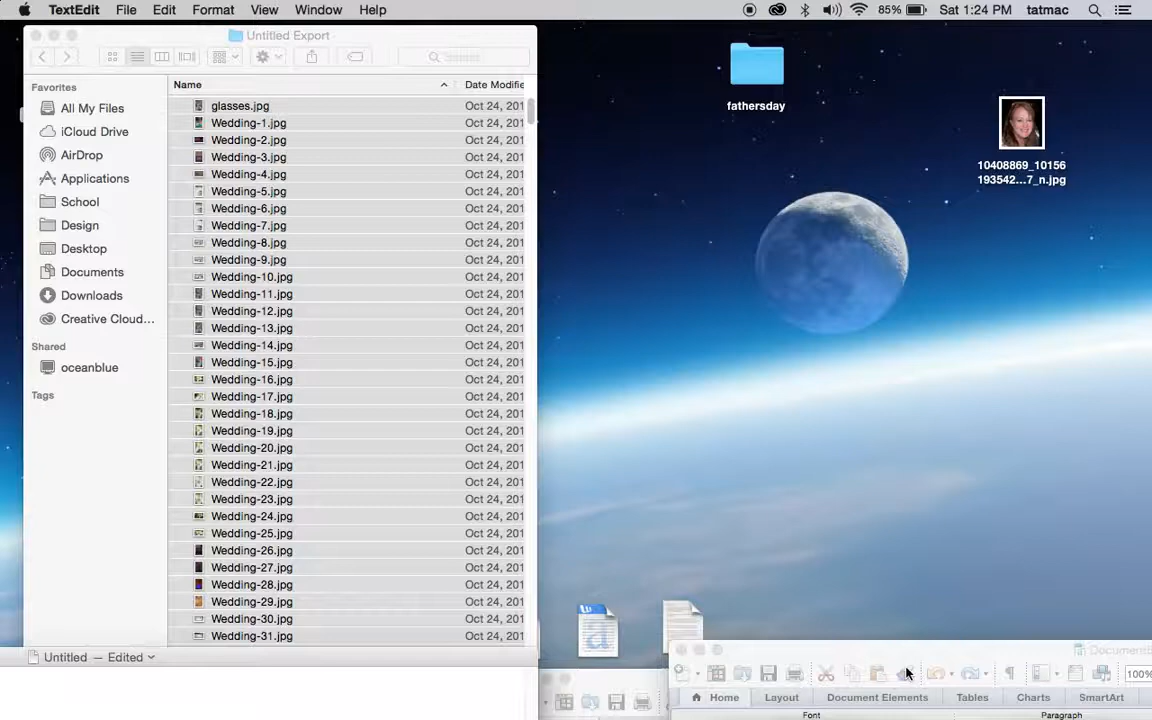 TextEdit File Edit Format View Window Help 85% Sat 1:24 PM tatmac
Untitled Export
Favorites
All My Files
iCloud Drive
AirDrop
Applications
School
Design
Desktop
Documents
Downloads
Creative Cloud...
Shared
oceanblue
Tags
Name Date Modifie
glasses.jpg Oct 24, 201
Wedding-1.jpg Oct 24, 201
Wedding-2.jpg Oct 24, 201
Wedding-3.jpg Oct 24, 201
Wedding-4.jpg Oct 24, 201
Wedding-5.jpg Oct 24, 201
Wedding-6.jpg Oct 24, 201
Wedding-7.jpg Oct 24, 201
Wedding-8.jpg Oct 24, 201
Wedding-9.jpg Oct 24, 201
Wedding-10.jpg Oct 24, 201
Wedding-11.jpg Oct 24, 201
Wedding-12.jpg Oct 24, 201
Wedding-13.jpg Oct 24, 201
Wedding-14.jpg Oct 24, 201
Wedding-15.jpg Oct 24, 201
Wedding-16.jpg Oct 24, 201
Wedding-17.jpg Oct 24, 201
Wedding-18.jpg Oct 24, 201
Wedding-19.jpg Oct 24, 201
Wedding-20.jpg Oct 24, 201
Wedding-21.jpg Oct 24, 201
Wedding-22.jpg Oct 24, 201
Wedding-23.jpg Oct 24, 201
Wedding-24.jpg Oct 24, 201
Wedding-25.jpg Oct 24, 201
Wedding-26.jpg Oct 24, 201
Wedding-27.jpg Oct 24, 201
Wedding-28.jpg Oct 24, 201
Wedding-29.jpg Oct 24, 201
Wedding-30.jpg Oct 24, 201
Wedding-31.jpg Oct 24, 201
Untitled — Edited
fathersday
10408869_10156
193542...7_n.jpg
100%
Home Layout Document Elements Tables Charts SmartArt
Font Paragraph